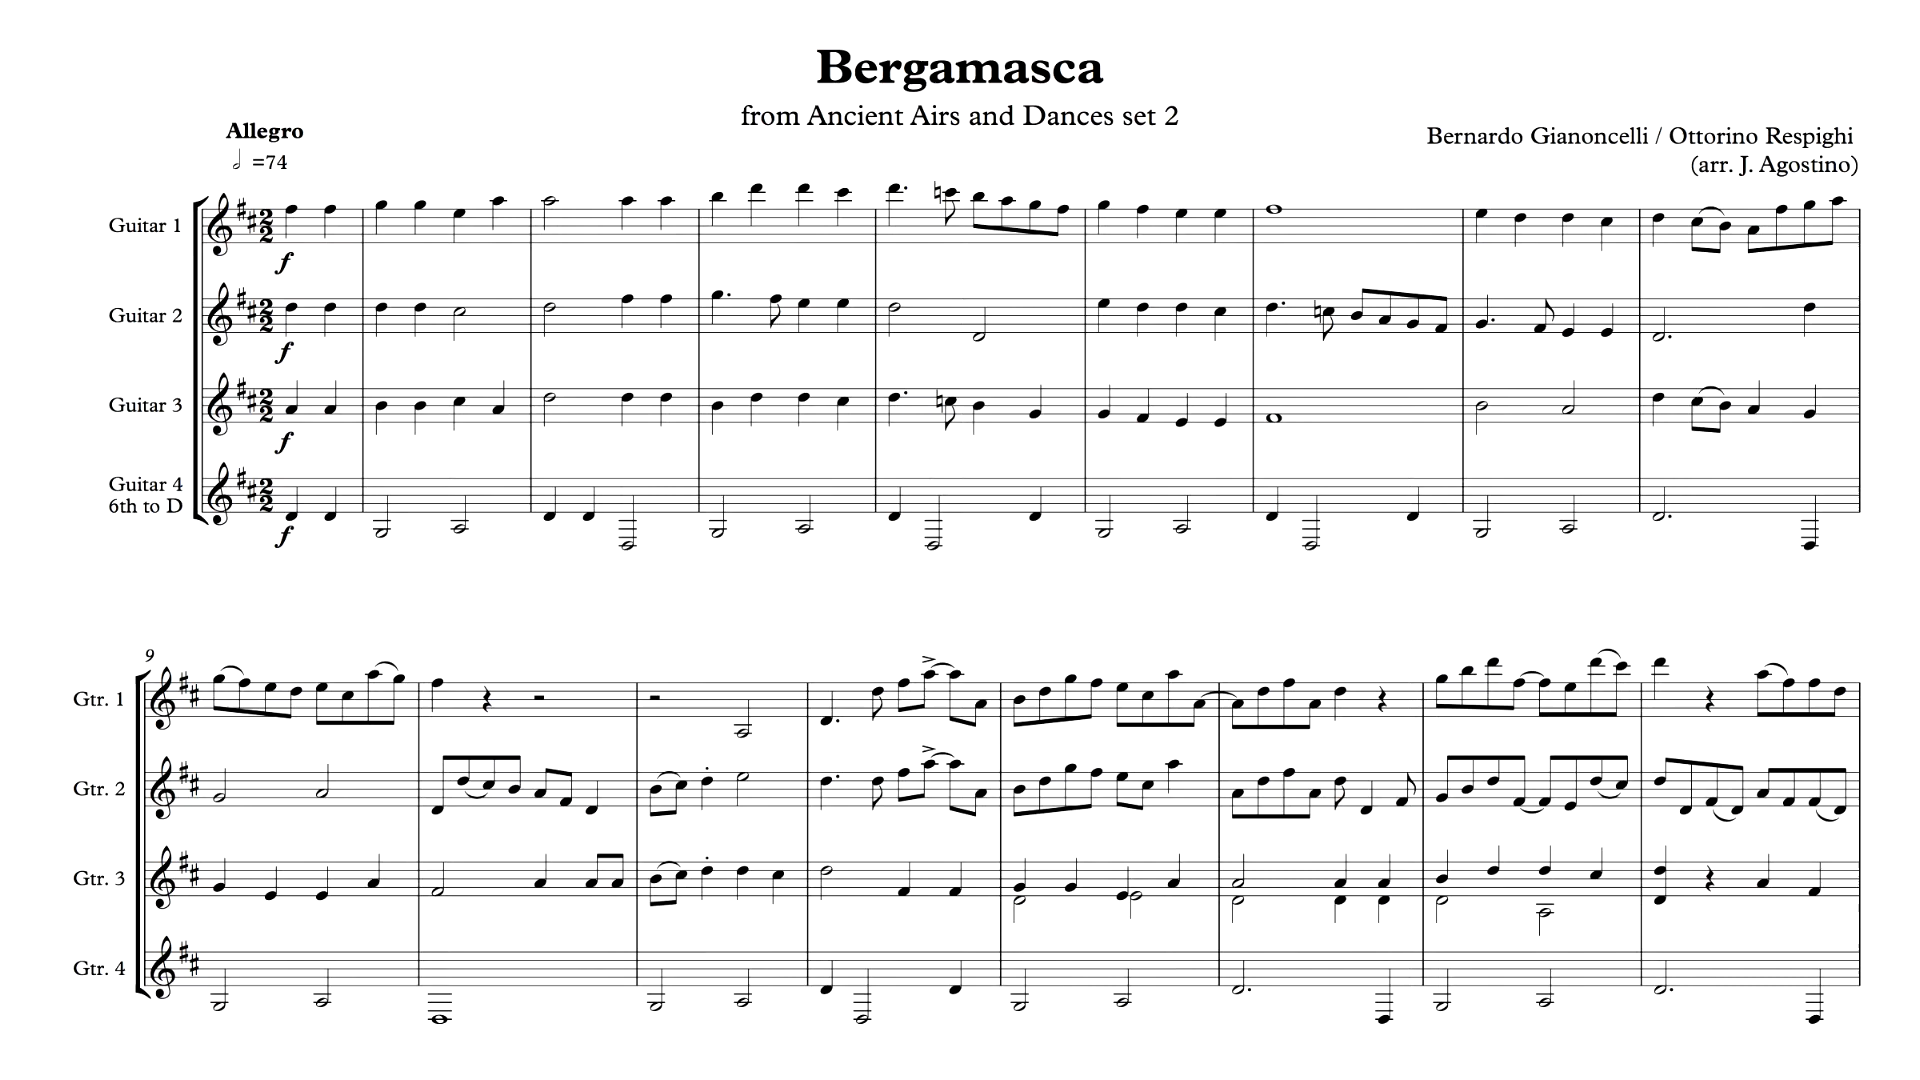 Bergamasca
from Ancient Airs and Dances set 2
Allegro
𝅗𝅥 =74
Bernardo Gianoncelli / Ottorino Respighi
(arr. J. Agostino)
Guitar 1
f
Guitar 2
f
Guitar 3
f
Guitar 4
6th to D
f
9
Gtr. 1
Gtr. 2
Gtr. 3
Gtr. 4